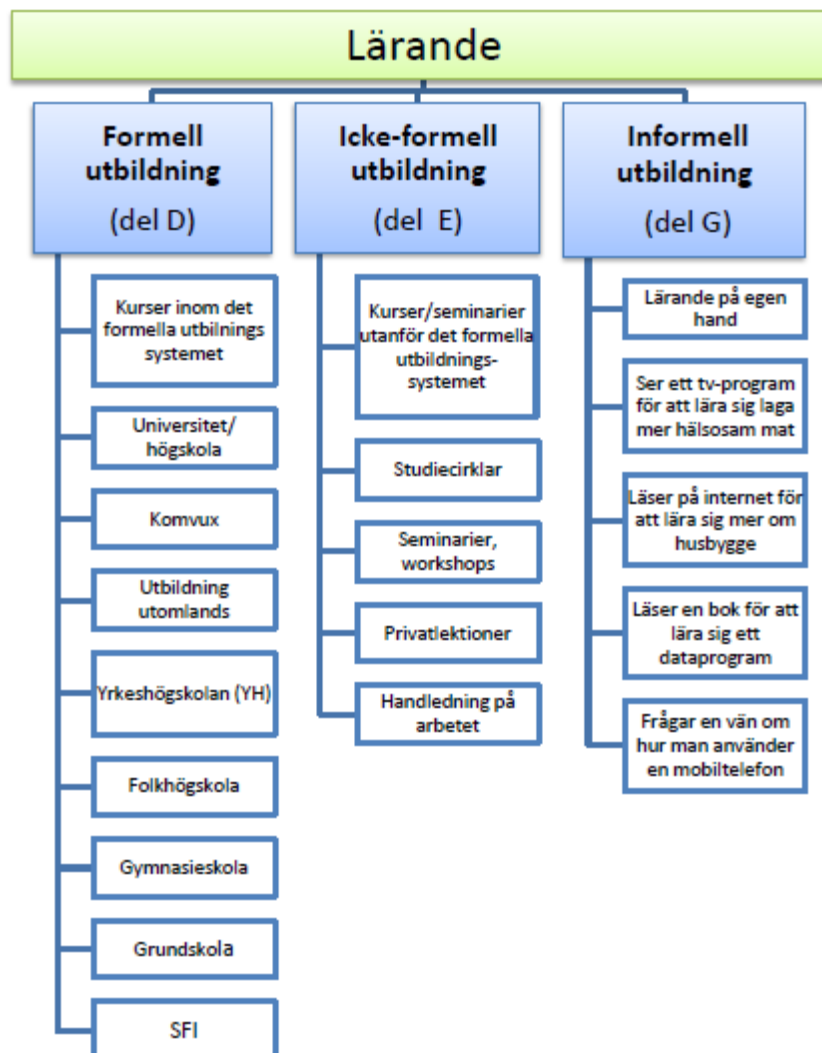 Lärande
Formell
utbildning
(del D)
Kurser inom det
formella utbilnings
systemet
Universitet/
högskola
Komvux
Utbildning
utomlands
Yrkeshögskolan (YH)
Folkhögskola
Gymnasieskola
Grundskola
SFI
Icke-formell
utbildning
(del E)
Kurser/seminarier
utanför det formella
utbildnings-
systemet
Studiecirklar
Seminarier,
workshops
Privatlektioner
Handledning på
arbetet
Informell
utbildning
(del G)
Lärande på egen
hand
Ser ett tv-program
för att lära sig laga
mer hälsosam mat
Läser på internet för
att lära sig mer om
husbygge
Läser en bok för att
lära sig ett
dataprogram
Frågar en vän om
hur man använder
en mobiltelefon